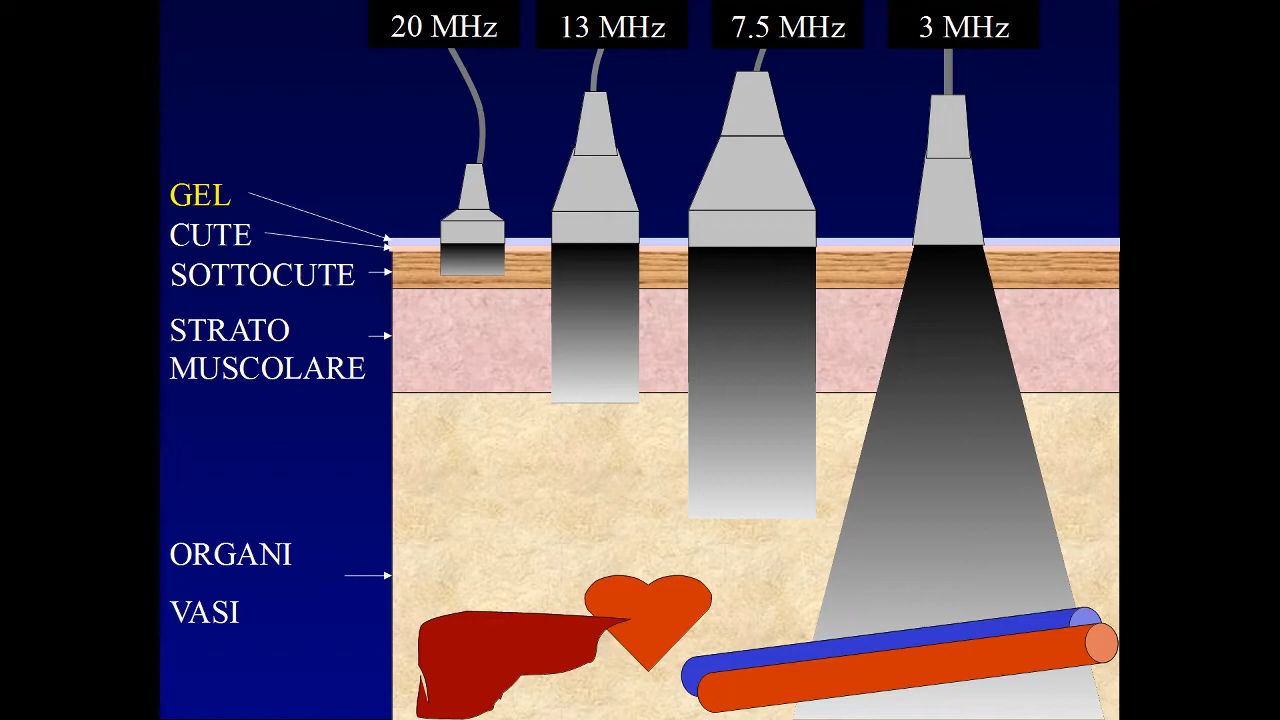 20 MHz
13 MHz
7.5 MHz
3 MHz
GEL
CUTE
SOTTOCUTE
STRATO
MUSCOLARE
ORGANI
VASI